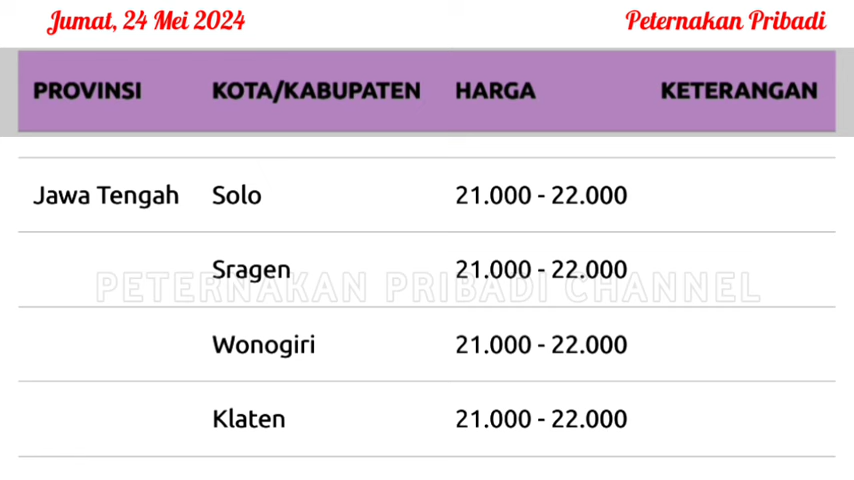 Jumat, 24 Mei 2024 Peternakan Pribadi
PROVINSI KOTA/KABUPATEN HARGA KETERANGAN
Jawa Tengah Solo 21.000 - 22.000
Sragen 21.000 - 22.000
PETERNAKAN PRIBADI CHANNEL
Wonogiri 21.000 - 22.000
Klaten 21.000 - 22.000